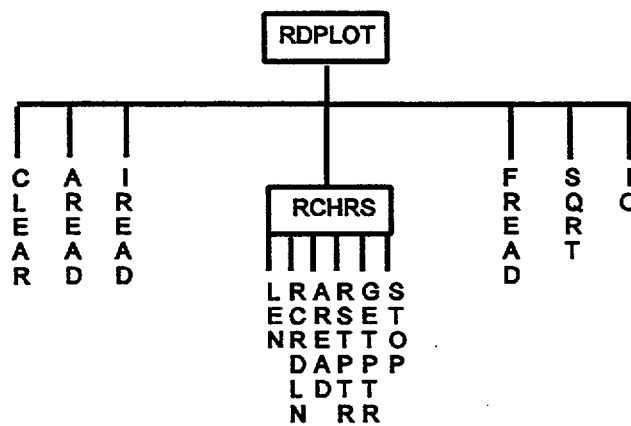 RDPLOT
CLEAR
AREAD
IREAD
RCHRS
FREAD
SQRT
LEN
RCRDLN
AREAD
RSTPTR
GETPTR
STOP